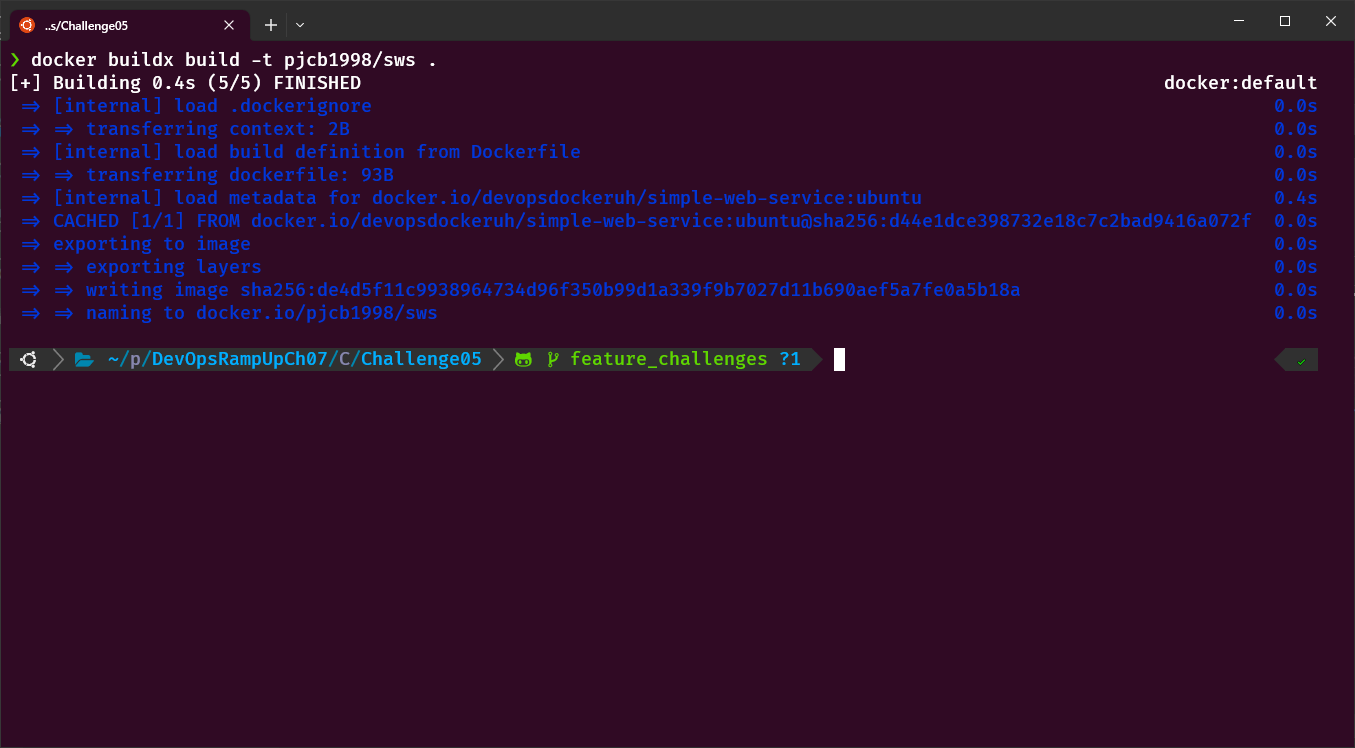 ..s/Challenge05
❯ docker buildx build -t pjcb1998/sws .
[+] Building 0.4s (5/5) FINISHED docker:default
=> [internal] load .dockerignore 0.0s
=> => transferring context: 2B 0.0s
=> [internal] load build definition from Dockerfile 0.0s
=> => transferring dockerfile: 93B 0.0s
=> [internal] load metadata for docker.io/devopsdockeruh/simple-web-service:ubuntu 0.4s
=> CACHED [1/1] FROM docker.io/devopsdockeruh/simple-web-service:ubuntu@sha256:d44e1dce398732e18c7c2bad9416a072f 0.0s
=> exporting to image 0.0s
=> => exporting layers 0.0s
=> => writing image sha256:de4d5f11c9938964734d96f350b99d1a339f9b7027d11b690aef5a7fe0a5b18a 0.0s
=> => naming to docker.io/pjcb1998/sws 0.0s
~/p/DevOpsRampUpCh07/C/Challenge05 feature_challenges ?1 ✓